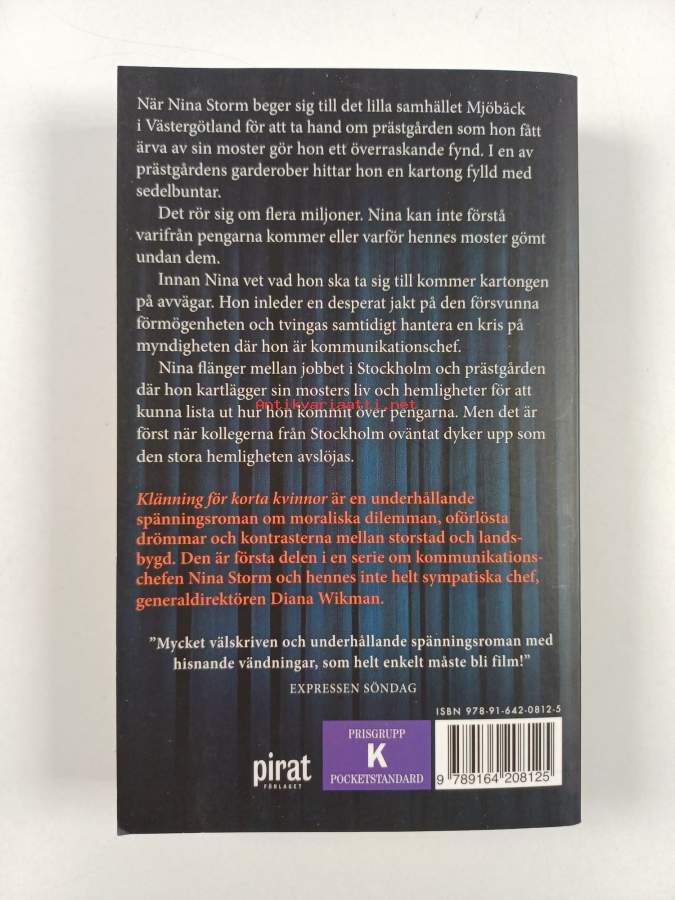 När Nina Storm beger sig till det lilla samhället Mjöbäck
i Västergötland för att ta hand om prästgården som hon fått
ärva av sin moster gör hon ett överraskande fynd. I en av
prästgårdens garderober hittar hon en kartong fylld med
sedelbuntar.
Det rör sig om flera miljoner. Nina kan inte förstå
varifrån pengarna kommer eller varför hennes moster gömt
undan dem.
Innan Nina vet vad hon ska ta sig till kommer kartongen
på avvägar. Hon inleder en desperat jakt på den försvunna
förmögenheten och tvingas samtidigt hantera en kris på
myndigheten där hon är kommunikationschef.
Nina flänger mellan jobbet i Stockholm och prästgården
där hon kartlägger sin mosters liv och hemligheter för att
kunna lista ut hur hon kommit över pengarna. Men det är
Antikvariaatti.net
först när kollegerna från Stockholm oväntat dyker upp som
den stora hemligheten avslöjas.
Klänning för korta kvinnor är en underhållande
spänningsroman om moraliska dilemman, oförlösta
drömmar och kontrasterna mellan storstad och lands-
bygd. Den är första delen i en serie om kommunikations-
chefen Nina Storm och hennes inte helt sympatiska chef,
generaldirektören Diana Wikman.
”Mycket välskriven och underhållande spänningsroman med
hisnande vändningar, som helt enkelt måste bli film!”
EXPRESSEN SÖNDAG
ISBN 978-91-642-0812-5
pirat
FÖRLAGET
PRISGRUPP
K
POCKETSTANDARD
9 789164 208125